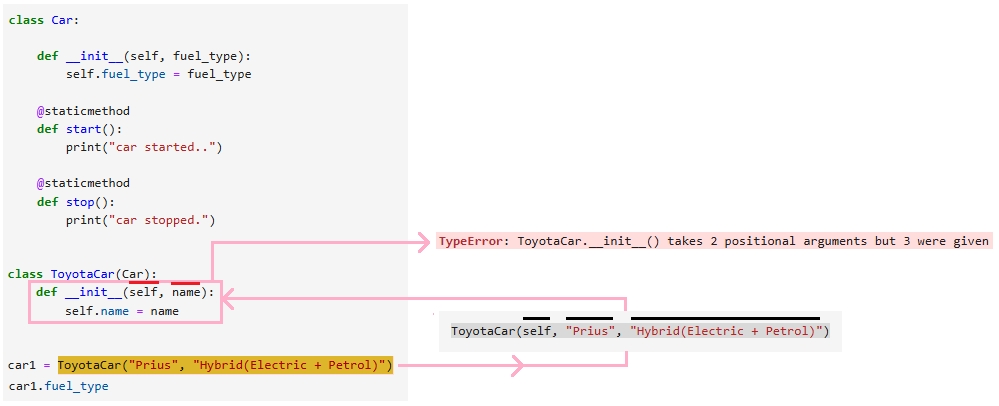 class Car:
    def __init__(self, fuel_type):
        self.fuel_type = fuel_type
    @staticmethod
    def start():
        print("car started..")
    @staticmethod
    def stop():
        print("car stopped.")
TypeError: ToyotaCar.__init__() takes 2 positional arguments but 3 were given
class ToyotaCar(Car):
    def __init__(self, name):
        self.name = name
ToyotaCar(self, "Prius", "Hybrid(Electric + Petrol)")
car1 = ToyotaCar("Prius", "Hybrid(Electric + Petrol)")
car1.fuel_type